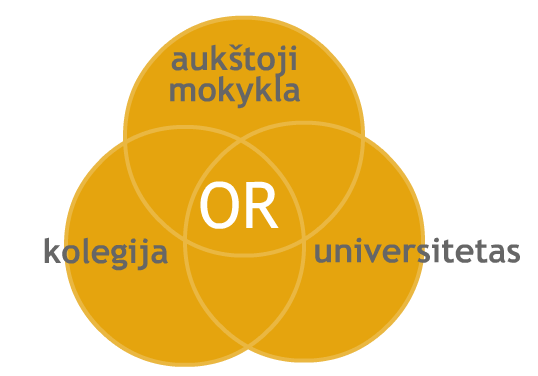 aukštoji
mokykla
OR
kolegija
universitetas